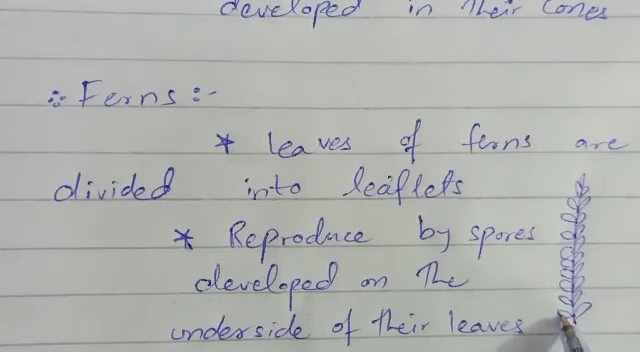 developed in their Cones
∴ Ferns :-
* leaves of ferns are
divided into leaflets
* Reproduce by spores
developed on the
underside of their leaves